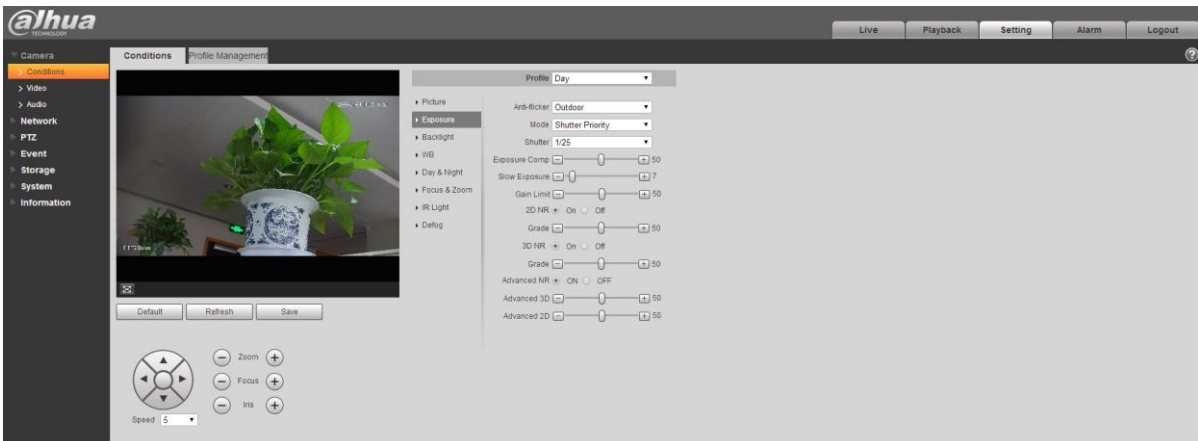 alhua
TECHNOLOGY
Live
Playback
Setting
Alarm
Logout
Camera
Conditions
Video
Audio
Network
PTZ
Event
Storage
System
Information
Conditions
Profile Management
Default
Refresh
Save
Zoom
Focus
Iris
Speed 5
Profile Day
Picture
Exposure
Backlight
WB
Day & Night
Focus & Zoom
IR Light
Defog
Anti-flicker Outdoor
Mode Shutter Priority
Shutter 1/25
Exposure Comp 50
Slow Exposure 7
Gain Limit 50
2D NR On Off
Grade 50
3D NR On Off
Grade 50
Advanced NR ON OFF
Advanced 3D 50
Advanced 2D 50